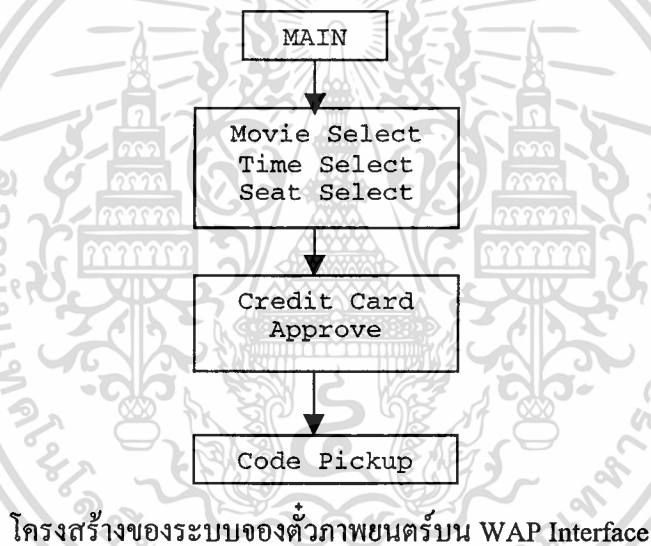 MAIN
Movie Select
Time Select
Seat Select
Credit Card
Approve
Code Pickup
โครงสร้างของระบบจองตั๋วภาพยนตร์บน WAP Interface